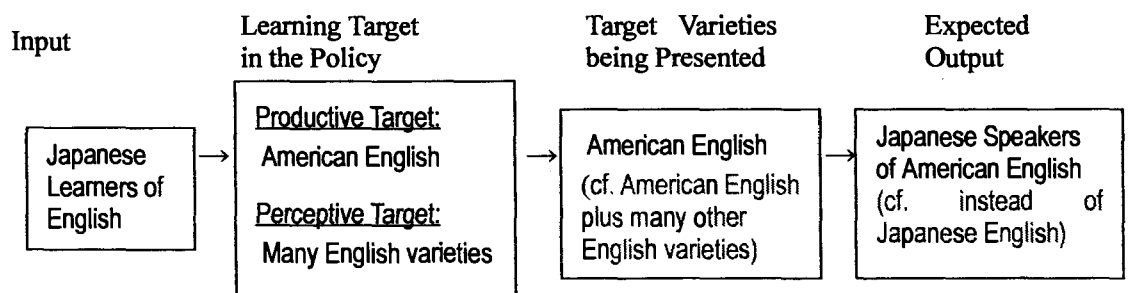 Input
Learning Target
in the Policy
Target Varieties
being Presented
Expected
Output
Japanese
Learners of
English
→
Productive Target:
American English
Perceptive Target:
Many English varieties
→
American English
(cf. American English
plus many other
English varieties)
→
Japanese Speakers
of American English
(cf. instead of
Japanese English)